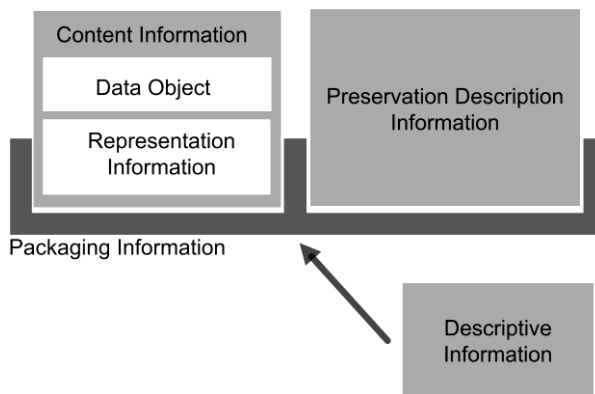 Content Information
Data Object
Representation
Information
Preservation Description
Information
Packaging Information
Descriptive
Information